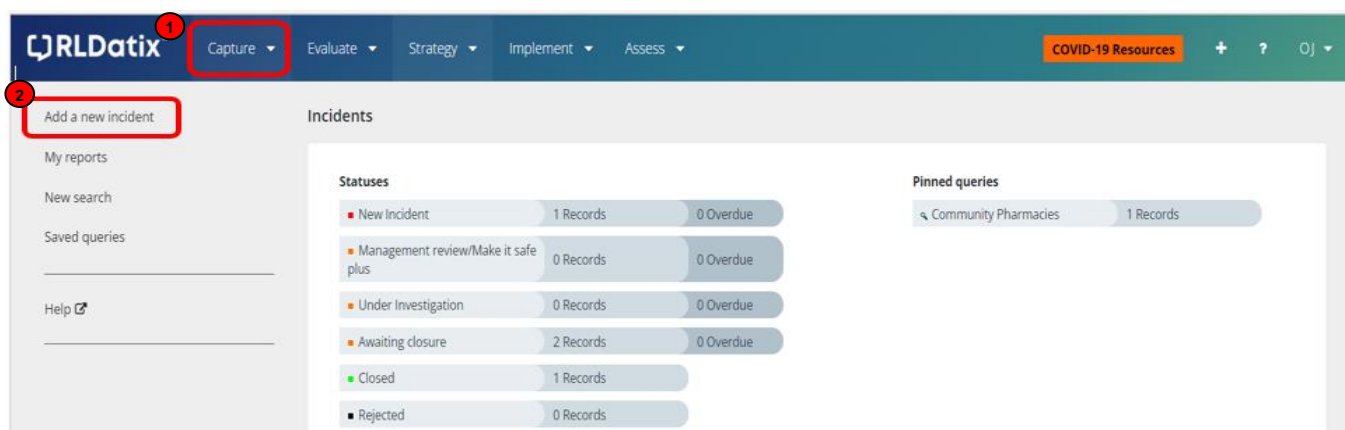 1
RLDatix Capture Evaluate Strategy Implement Assess COVID-19 Resources + ? OJ
2
Add a new incident
My reports
New search
Saved queries
Help
Incidents
Statuses
New Incident 1 Records 0 Overdue
Management review/Make it safe
plus 0 Records 0 Overdue
Under Investigation 0 Records 0 Overdue
Awaiting closure 2 Records 0 Overdue
Closed 1 Records
Rejected 0 Records
Pinned queries
Community Pharmacies 1 Records